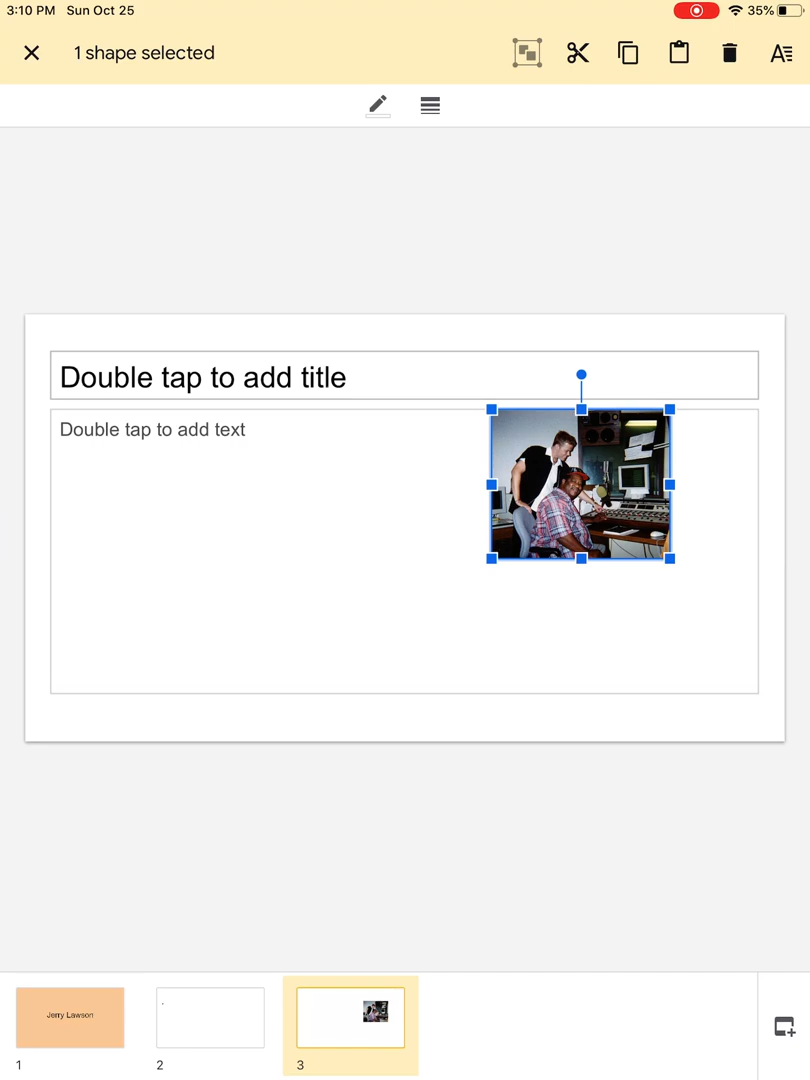 3:10 PM Sun Oct 25
35%
1 shape selected
Double tap to add title
Double tap to add text
Jerry Lawson
1
2
3